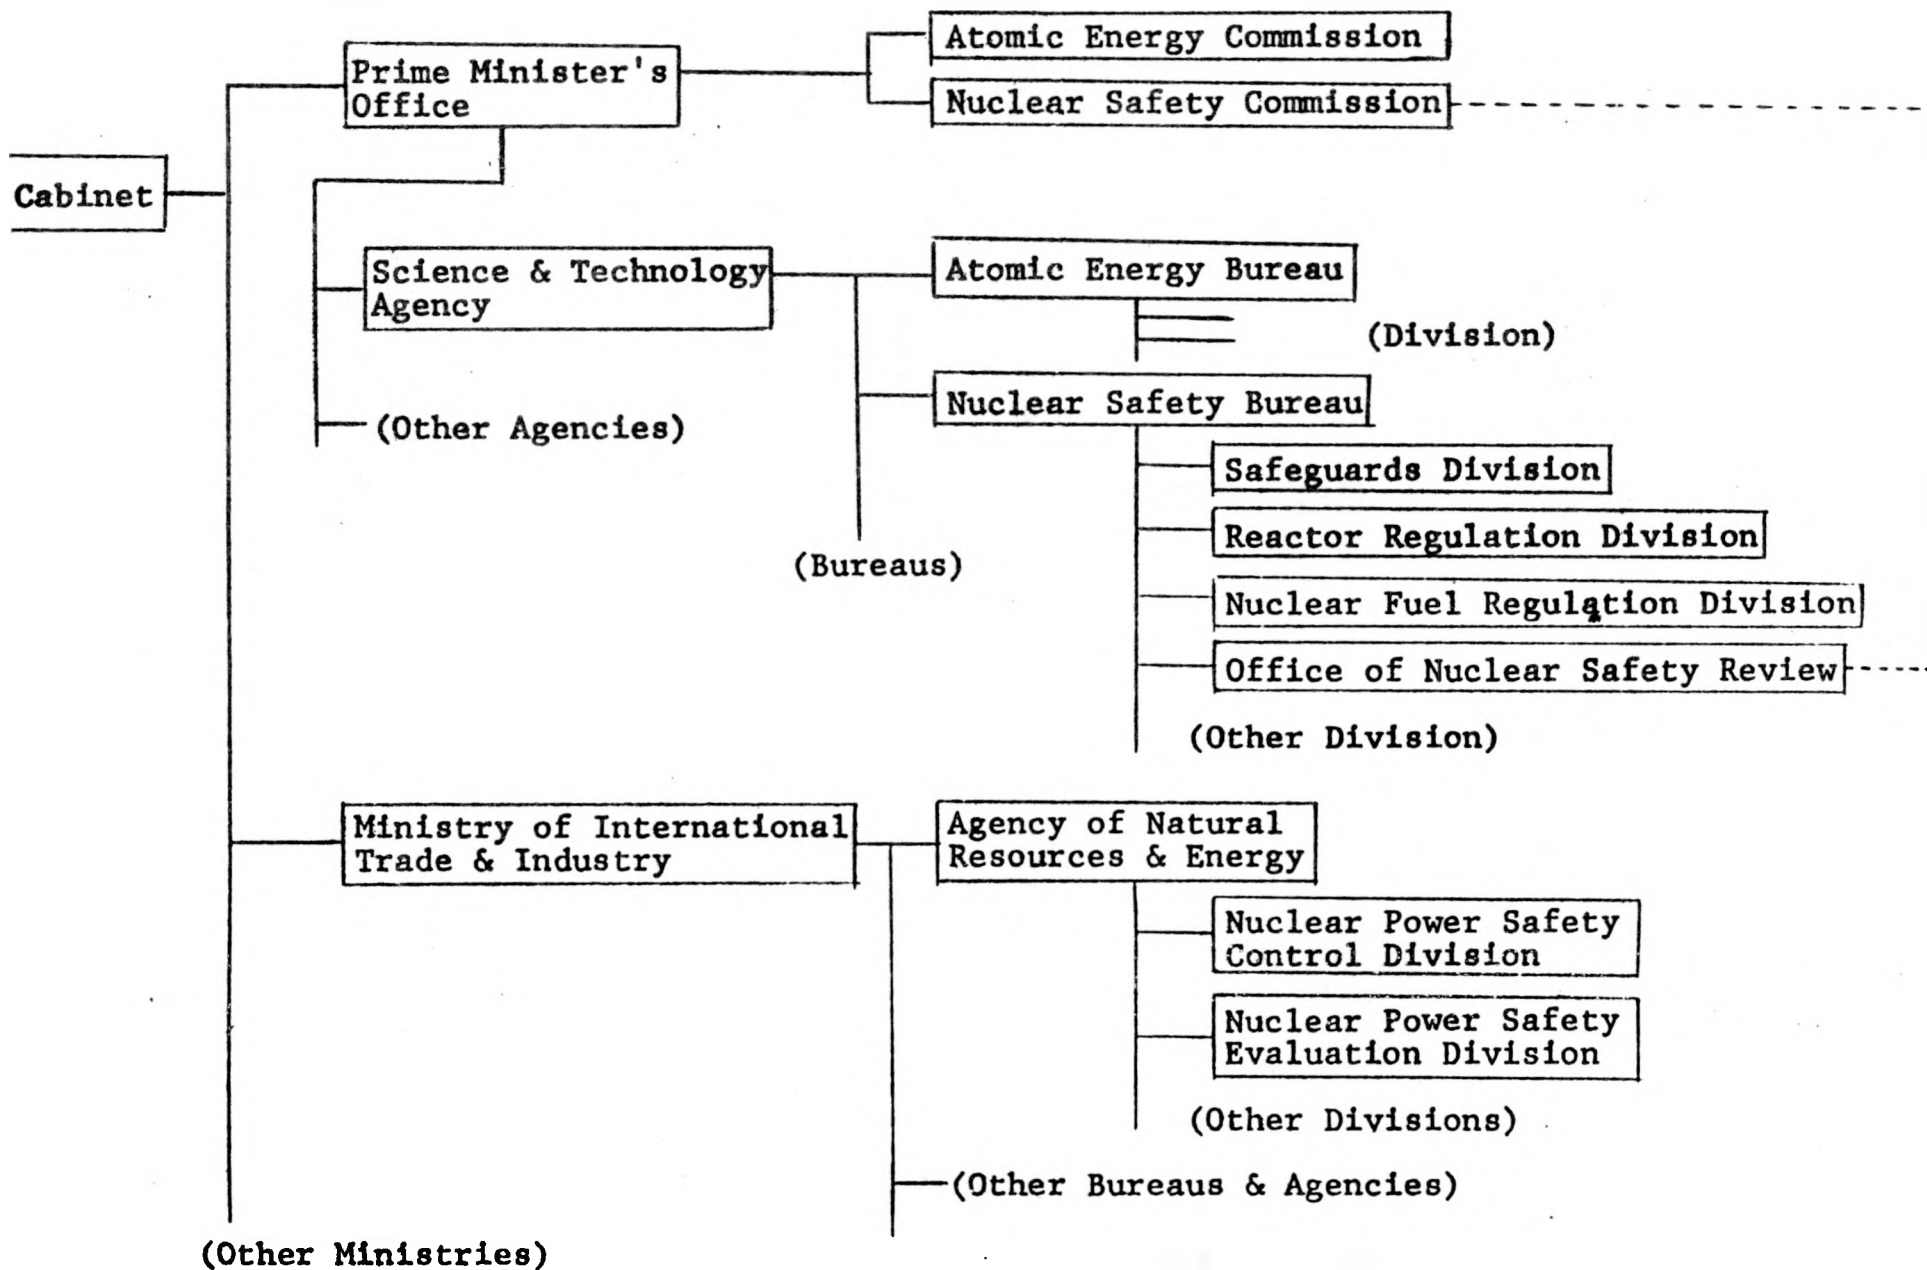 Atomic Energy Commission
Prime Minister's
Office
Nuclear Safety Commission
Cabinet
Science & Technology
Agency
Atomic Energy Bureau
(Division)
Nuclear Safety Bureau
(Other Agencies)
Safeguards Division
Reactor Regulation Division
(Bureaus)
Nuclear Fuel Regulation Division
Office of Nuclear Safety Review
(Other Division)
Ministry of International
Trade & Industry
Agency of Natural
Resources & Energy
Nuclear Power Safety
Control Division
Nuclear Power Safety
Evaluation Division
(Other Divisions)
(Other Bureaus & Agencies)
(Other Ministries)